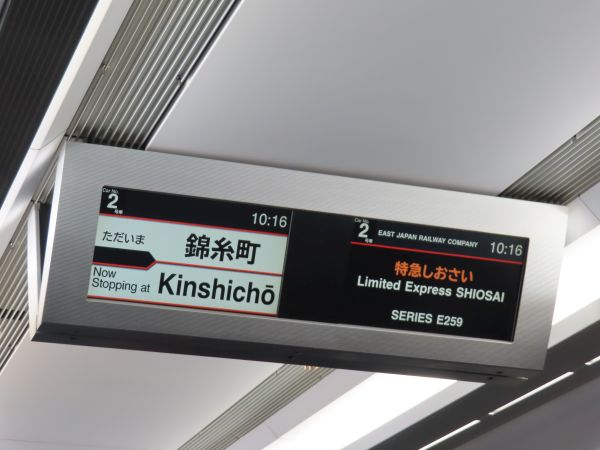 Car No.
2
号車
10:16
ただいま
錦糸町
Now
Stopping at
Kinshichō
Car No.
2
号車
EAST JAPAN RAILWAY COMPANY
10:16
特急しおさい
Limited Express SHIOSAI
SERIES E259